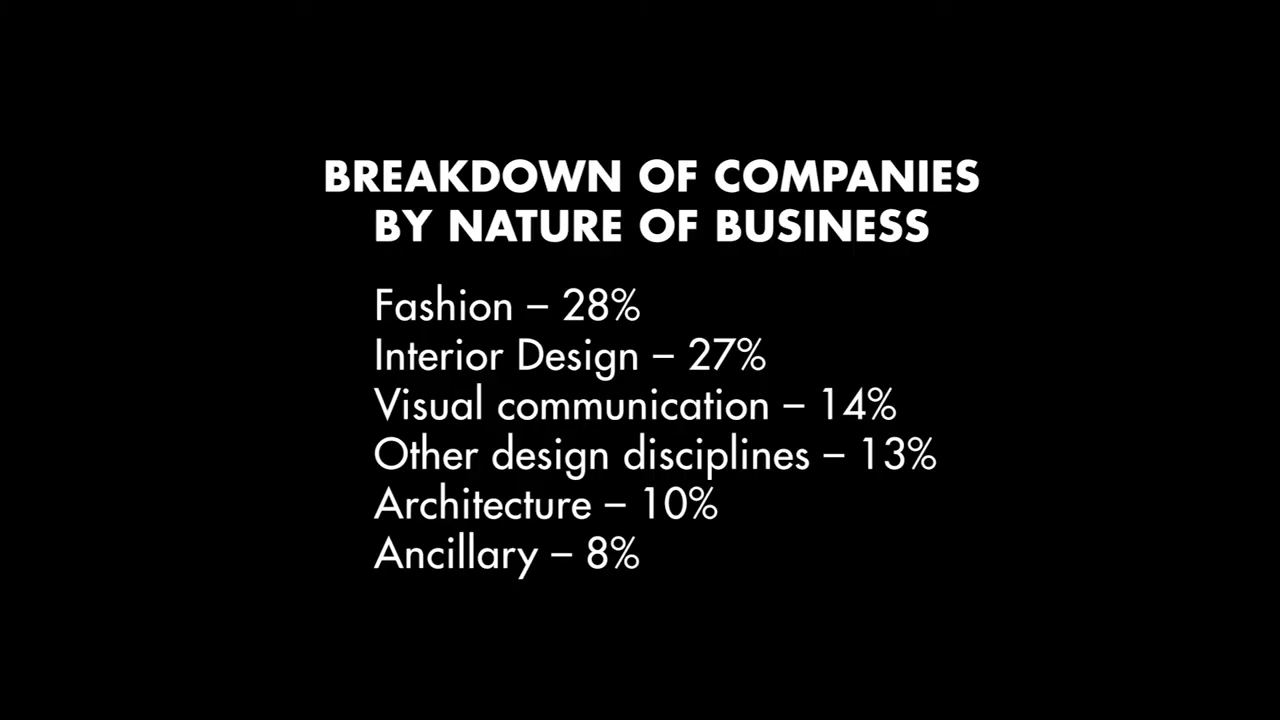 BREAKDOWN OF COMPANIES
BY NATURE OF BUSINESS
Fashion – 28%
Interior Design – 27%
Visual communication – 14%
Other design disciplines – 13%
Architecture – 10%
Ancillary – 8%